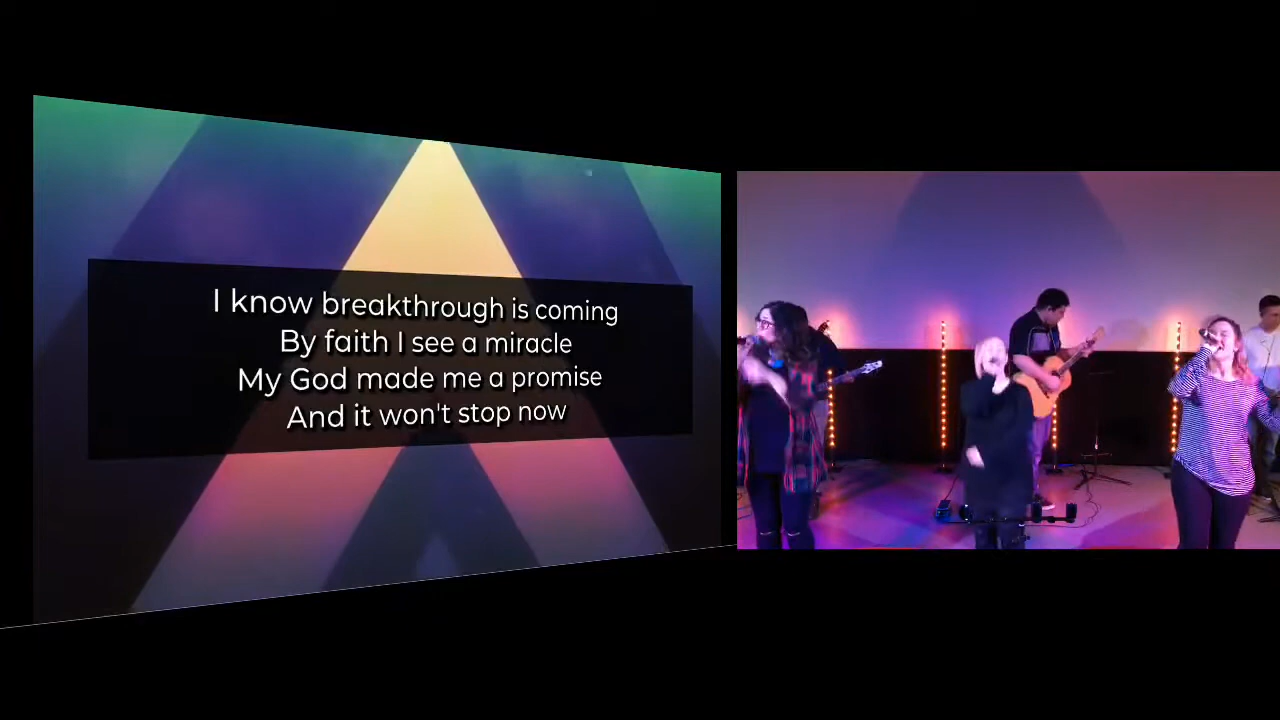 I know breakthrough is coming
By faith I see a miracle
My God made me a promise
And it won't stop now